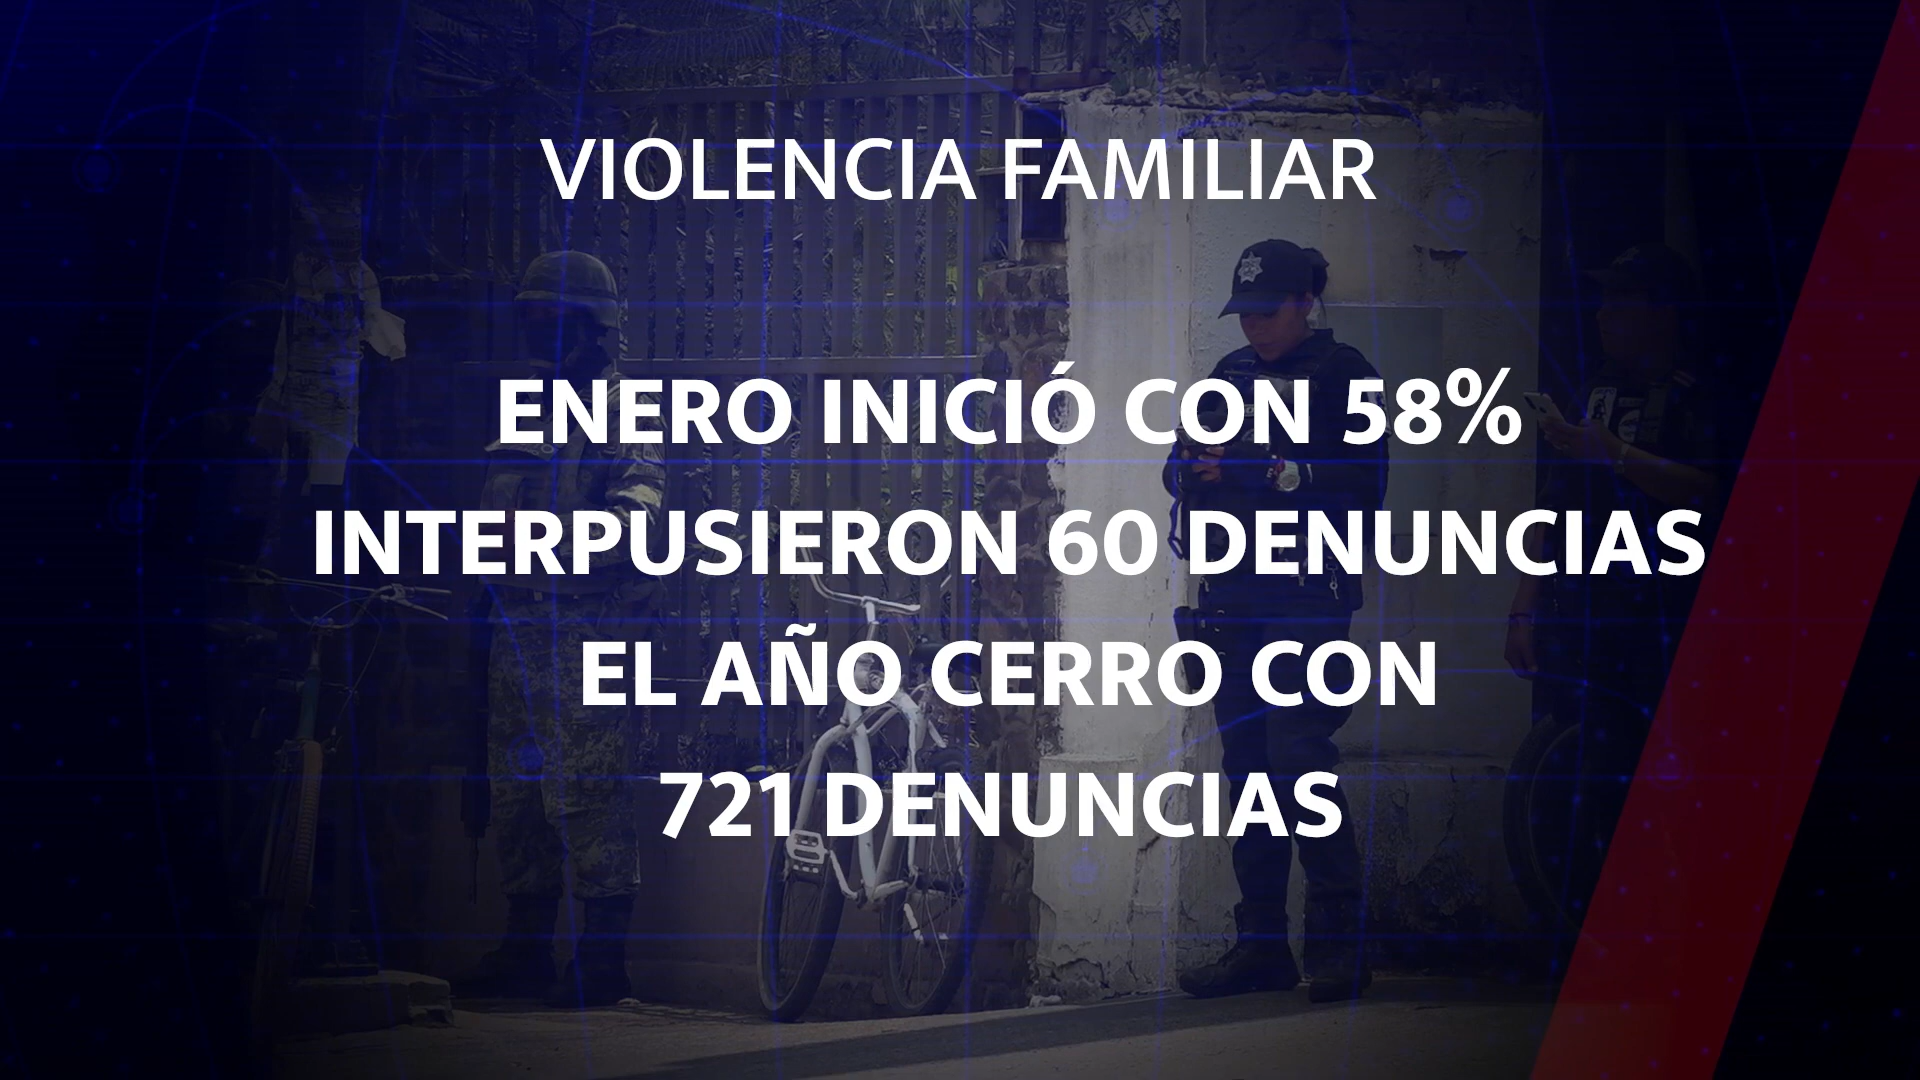 VIOLENCIA FAMILIAR
ENERO INICIÓ CON 58%
INTERPUSIERON 60 DENUNCIAS
EL AÑO CERRO CON
721 DENUNCIAS